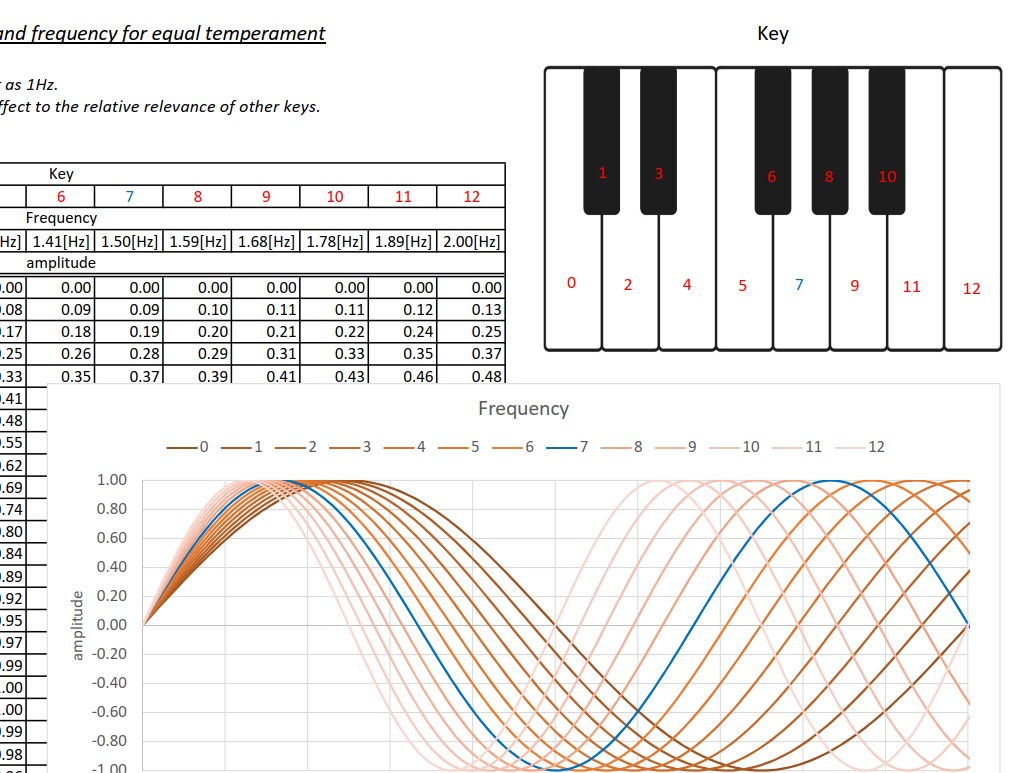 and frequency for equal temperament
Key
as 1Hz.
ffect to the relative relevance of other keys.
Key
6 7 8 9 10 11 12
Frequency
Hz] 1.41[Hz] 1.50[Hz] 1.59[Hz] 1.68[Hz] 1.78[Hz] 1.89[Hz] 2.00[Hz]
amplitude
.00 0.00 0.00 0.00 0.00 0.00 0.00 0.00
.08 0.09 0.09 0.10 0.11 0.11 0.12 0.13
.17 0.18 0.19 0.20 0.21 0.22 0.24 0.25
.25 0.26 0.28 0.29 0.31 0.33 0.35 0.37
.33 0.35 0.37 0.39 0.41 0.43 0.46 0.48
.41
.48
.55
.62
.69
.74
.80
.84
.89
.92
.95
.97
.99
.00
.00
.99
.98
1 3 6 8 10
0 2 4 5 7 9 11 12
Frequency
0 1 2 3 4 5 6 7 8 9 10 11 12
amplitude
1.00
0.80
0.60
0.40
0.20
0.00
-0.20
-0.40
-0.60
-0.80
-1.00